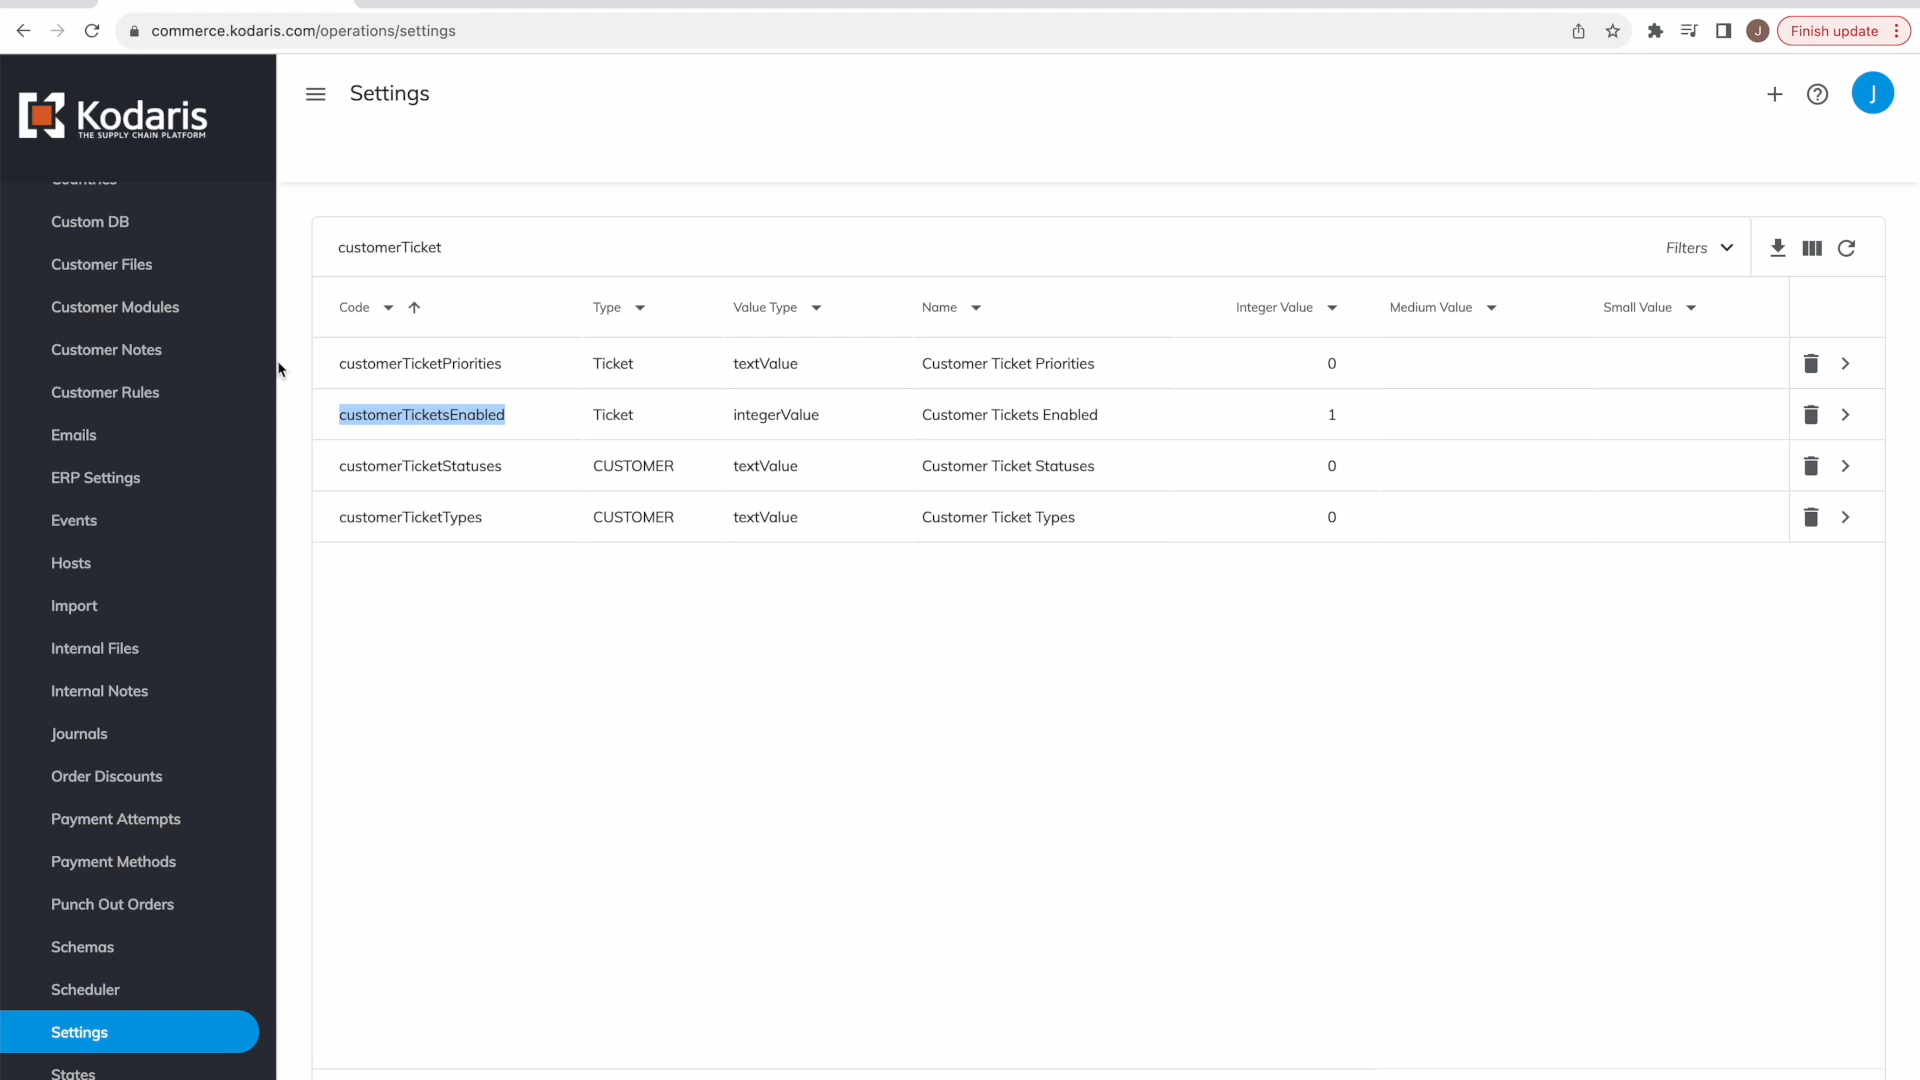 commerce.kodaris.com/operations/settings
J
Finish update
Kodaris
THE SUPPLY CHAIN PLATFORM
Settings
J
Countries
Custom DB
Customer Files
Customer Modules
Customer Notes
Customer Rules
Emails
ERP Settings
Events
Hosts
Import
Internal Files
Internal Notes
Journals
Order Discounts
Payment Attempts
Payment Methods
Punch Out Orders
Schemas
Scheduler
Settings
States
customerTicket
Filters
Code Type Value Type Name Integer Value Medium Value Small Value
customerTicketPriorities Ticket textValue Customer Ticket Priorities 0
customerTicketsEnabled Ticket integerValue Customer Tickets Enabled 1
customerTicketStatuses CUSTOMER textValue Customer Ticket Statuses 0
customerTicketTypes CUSTOMER textValue Customer Ticket Types 0